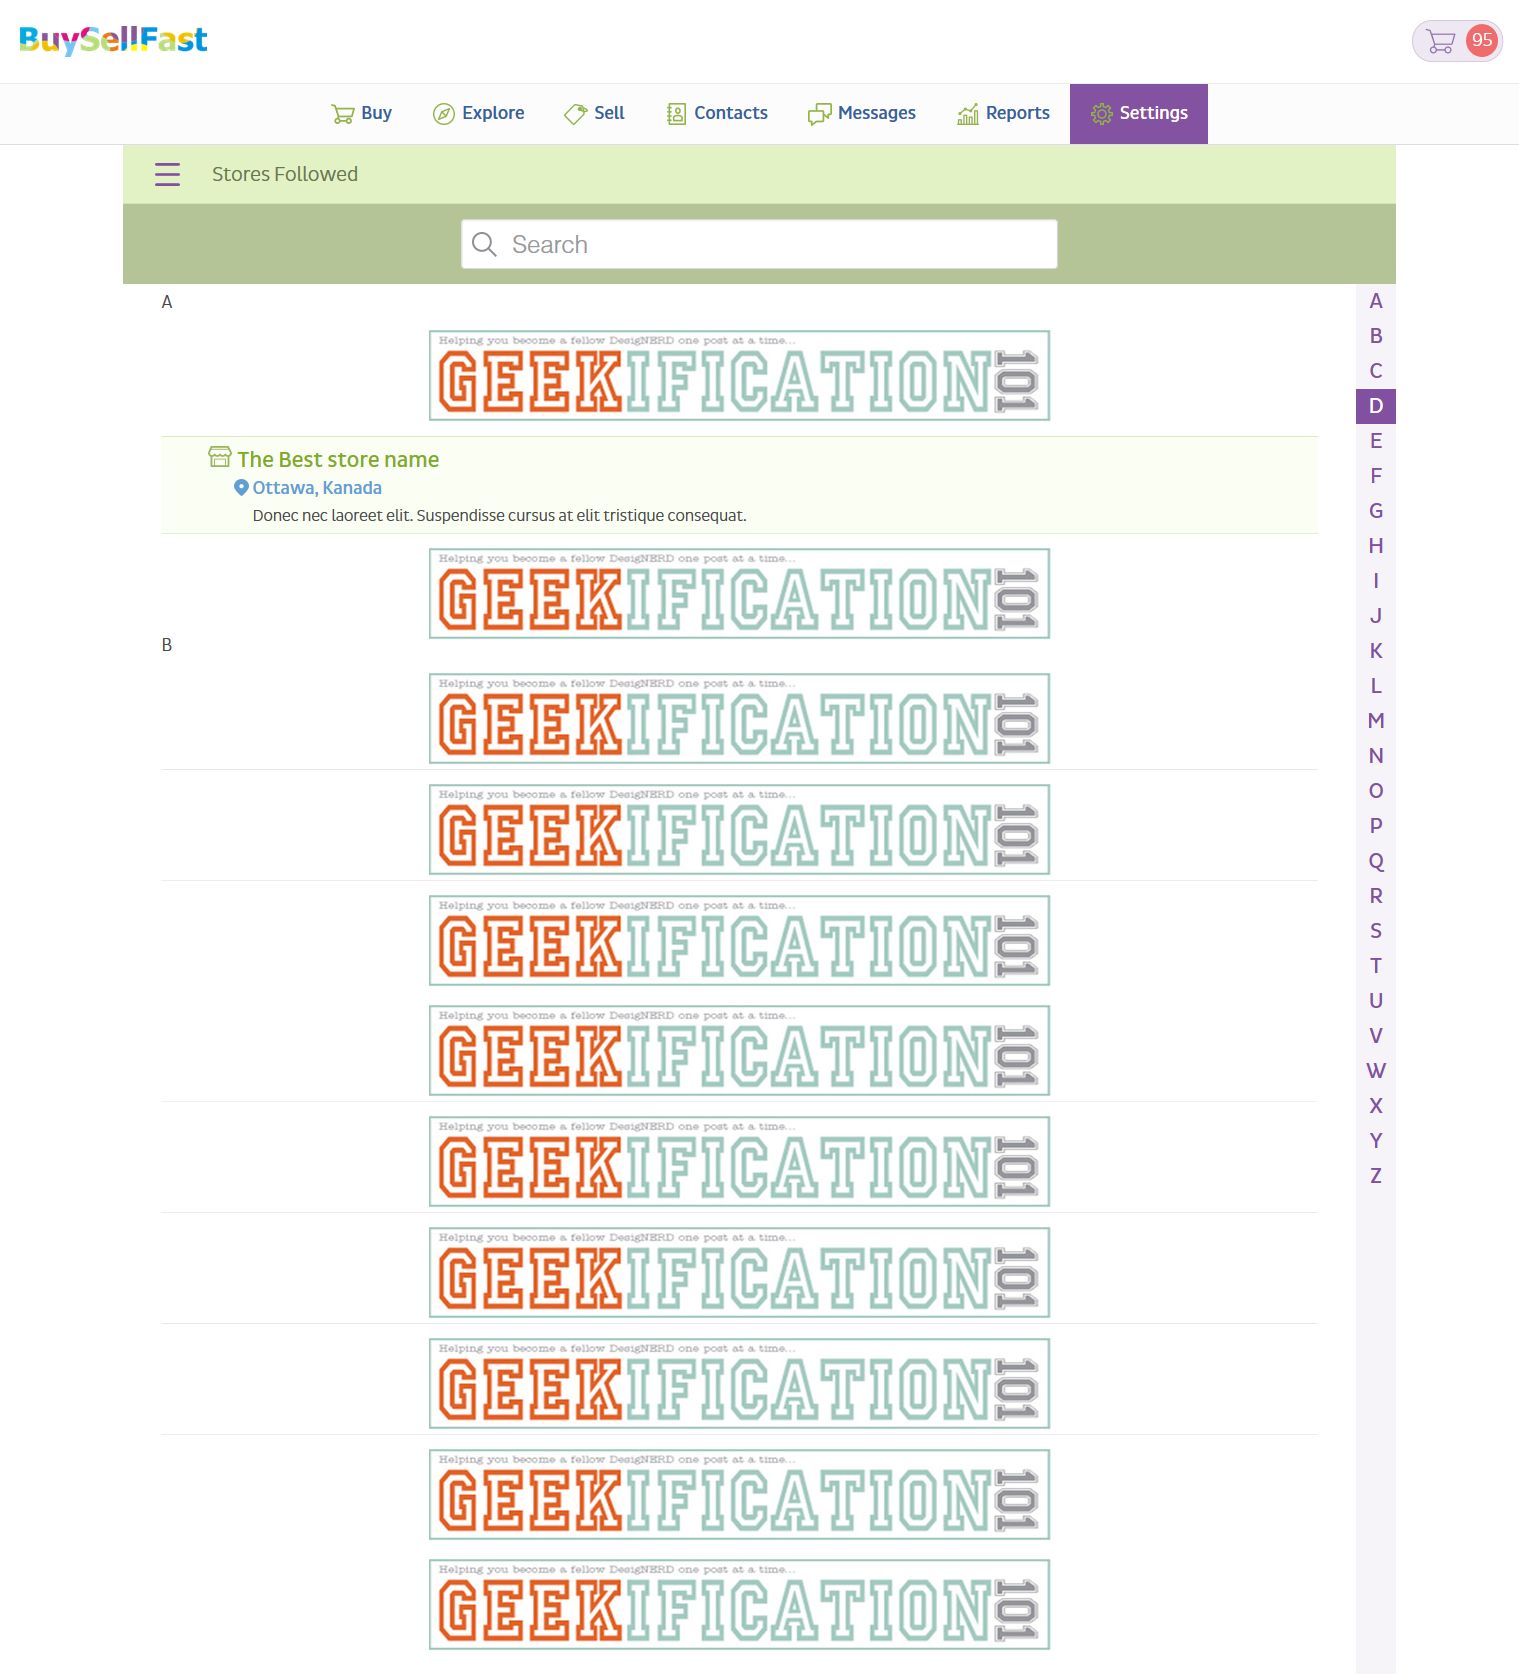 BuySellFast
95
Buy
Explore
Sell
Contacts
Messages
Reports
Settings
Stores Followed
Search
A
Helping you become a fellow DesigNERD one post at a time...
GEEKIFICATION 101
The Best store name
Ottawa, Kanada
Donec nec laoreet elit. Suspendisse cursus at elit tristique consequat.
Helping you become a fellow DesigNERD one post at a time...
GEEKIFICATION 101
B
Helping you become a fellow DesigNERD one post at a time...
GEEKIFICATION 101
Helping you become a fellow DesigNERD one post at a time...
GEEKIFICATION 101
Helping you become a fellow DesigNERD one post at a time...
GEEKIFICATION 101
Helping you become a fellow DesigNERD one post at a time...
GEEKIFICATION 101
Helping you become a fellow DesigNERD one post at a time...
GEEKIFICATION 101
Helping you become a fellow DesigNERD one post at a time...
GEEKIFICATION 101
Helping you become a fellow DesigNERD one post at a time...
GEEKIFICATION 101
Helping you become a fellow DesigNERD one post at a time...
GEEKIFICATION 101
Helping you become a fellow DesigNERD one post at a time...
GEEKIFICATION 101
A
B
C
D
E
F
G
H
I
J
K
L
M
N
O
P
Q
R
S
T
U
V
W
X
Y
Z